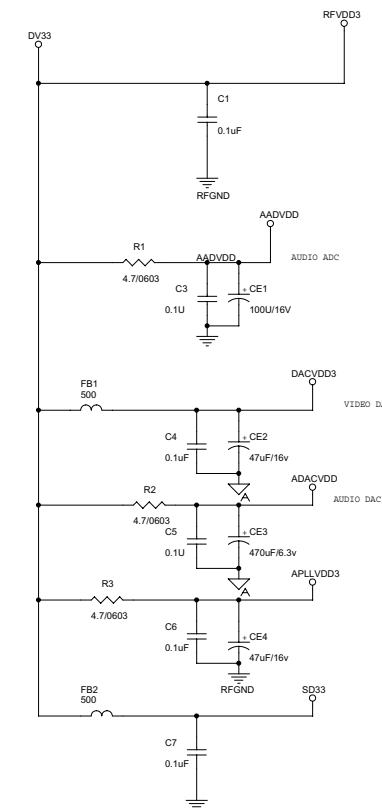 RFVDD3
DV33
C1
0.1uF
RFGND
AADVDD
R1
AADVDD
AUDIO ADC
4.7/0603
C3
+ CE1
0.1U
100U/16V
DACVDD3
FB1
500
VIDEO
C4
+ CE2
0.1uF
47uF/16v
A
ADACVDD
R2
AUDIO DAC
4.7/0603
C5
+ CE3
0.1U
470uF/6.3v
A
APLLVDD3
R3
4.7/0603
C6
+ CE4
0.1uF
47uF/16v
RFGND
SD33
FB2
500
C7
0.1uF